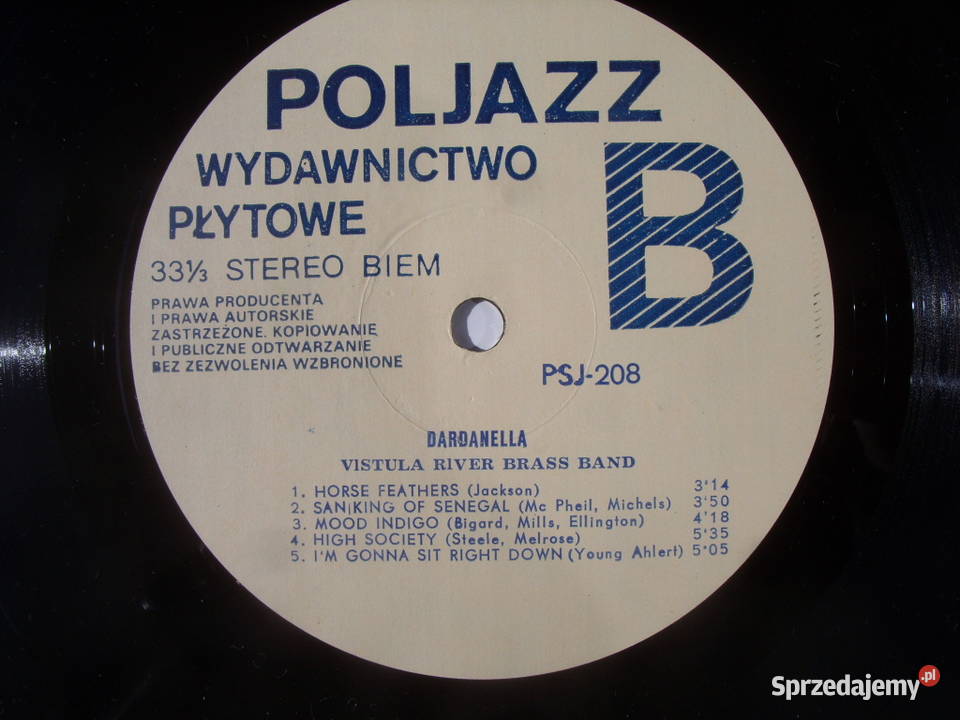 POLJAZZ
WYDAWNICTWO
PŁYTOWE
B
33⅓ STEREO BIEM
PRAWA PRODUCENTA
I PRAWA AUTORSKIE
ZASTRZEŻONE. KOPIOWANIE
I PUBLICZNE ODTWARZANIE
BEZ ZEZWOLENIA WZBRONIONE
PSJ-208
DARDANELLA
VISTULA RIVER BRASS BAND
1. HORSE FEATHERS (Jackson) 3'14
2. SAN|KING OF SENEGAL (Mc Pheil, Michels) 3'50
3. MOOD INDIGO (Bigard, Mills, Ellington) 4'18
4. HIGH SOCIETY (Steele, Melrose) 5'35
5. I'M GONNA SIT RIGHT DOWN (Young Ahlert) 5'05
Sprzedajemy.pl